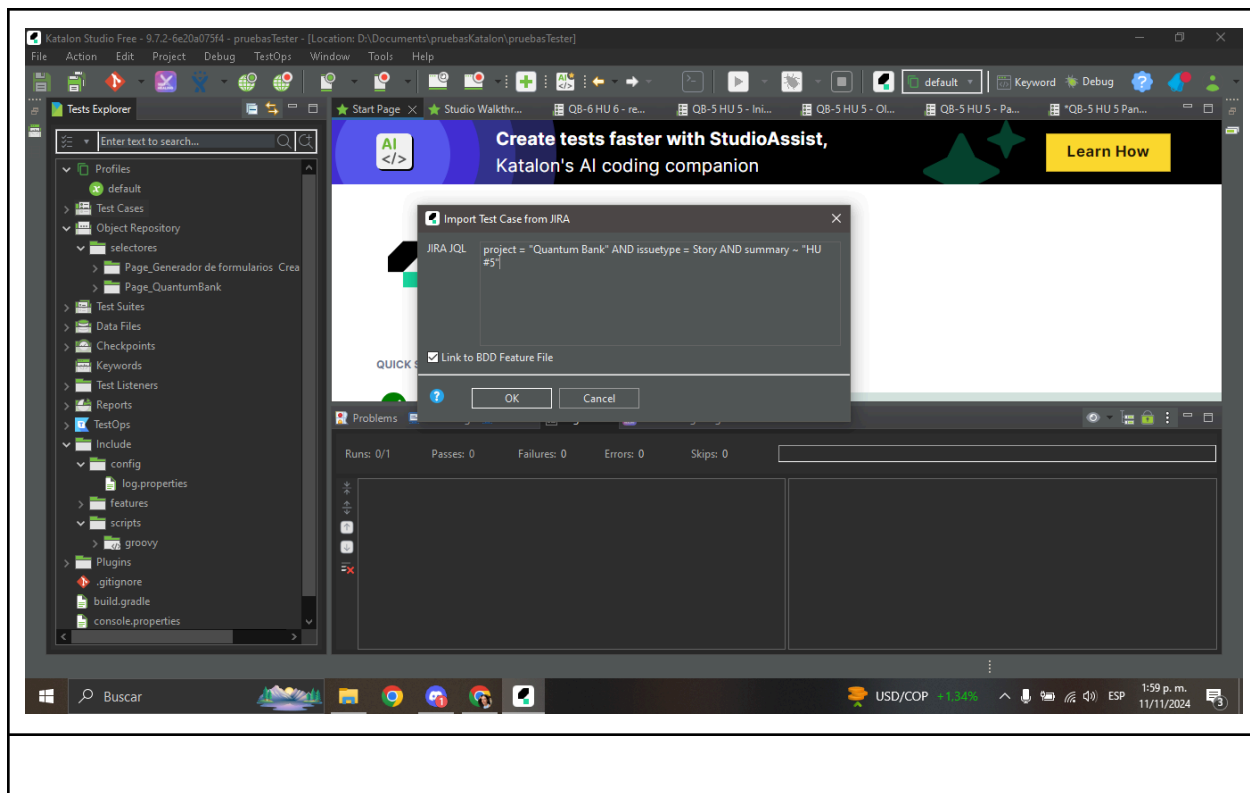 Katalon Studio Free - 9.7.2-6e20a075f4 - pruebasTester - [Location: D:\Documents\pruebasKatalon\pruebasTester]
File Action Edit Project Debug TestOps Window Tools Help
default Keyword Debug
Tests Explorer
Start Page
Studio Walkthr...
QB-6 HU 6 - re...
QB-5 HU 5 - Ini...
QB-5 HU 5 - Ol...
QB-5 HU 5 - Pa...
*QB-5 HU 5 Pan...
Enter text to search...
Profiles
default
Test Cases
Object Repository
selectores
Page_Generador de formularios Crea
Page_QuantumBank
Test Suites
Data Files
Checkpoints
Keywords
Test Listeners
Reports
TestOps
Include
config
log.properties
features
scripts
groovy
Plugins
.gitignore
build.gradle
console.properties
AI
</>
Create tests faster with StudioAssist,
Katalon's AI coding companion
Learn How
Import Test Case from JIRA
JIRA JQL
project = "Quantum Bank" AND issuetype = Story AND summary ~ "HU
#5"
Link to BDD Feature File
OK
Cancel
QUICK
Problems
Runs: 0/1 Passes: 0 Failures: 0 Errors: 0 Skips: 0
Buscar
USD/COP +1.34%
ESP
1:59 p. m.
11/11/2024
3